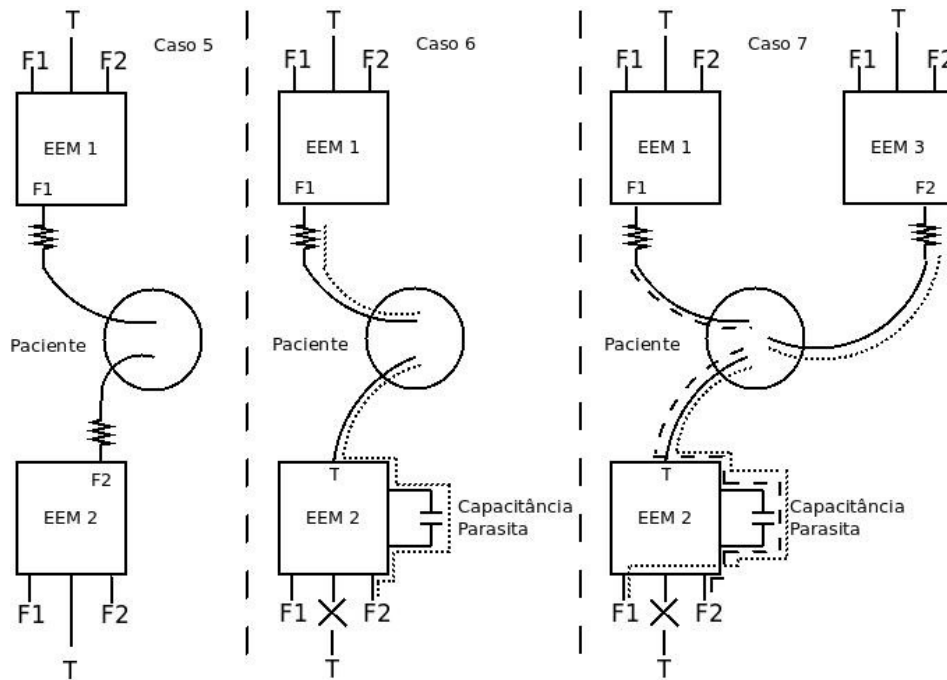 T
Caso 5
F1
F2
EEM 1
F1
Paciente
F2
EEM 2
F1
F2
T
T
Caso 6
F1
F2
EEM 1
F1
Paciente
T
EEM 2
Capacitância
Parasita
F1
F2
T
T
Caso 7
T
F1
F2
F1
F2
EEM 1
EEM 3
F1
F2
Paciente
T
EEM 2
Capacitância
Parasita
F1
F2
T